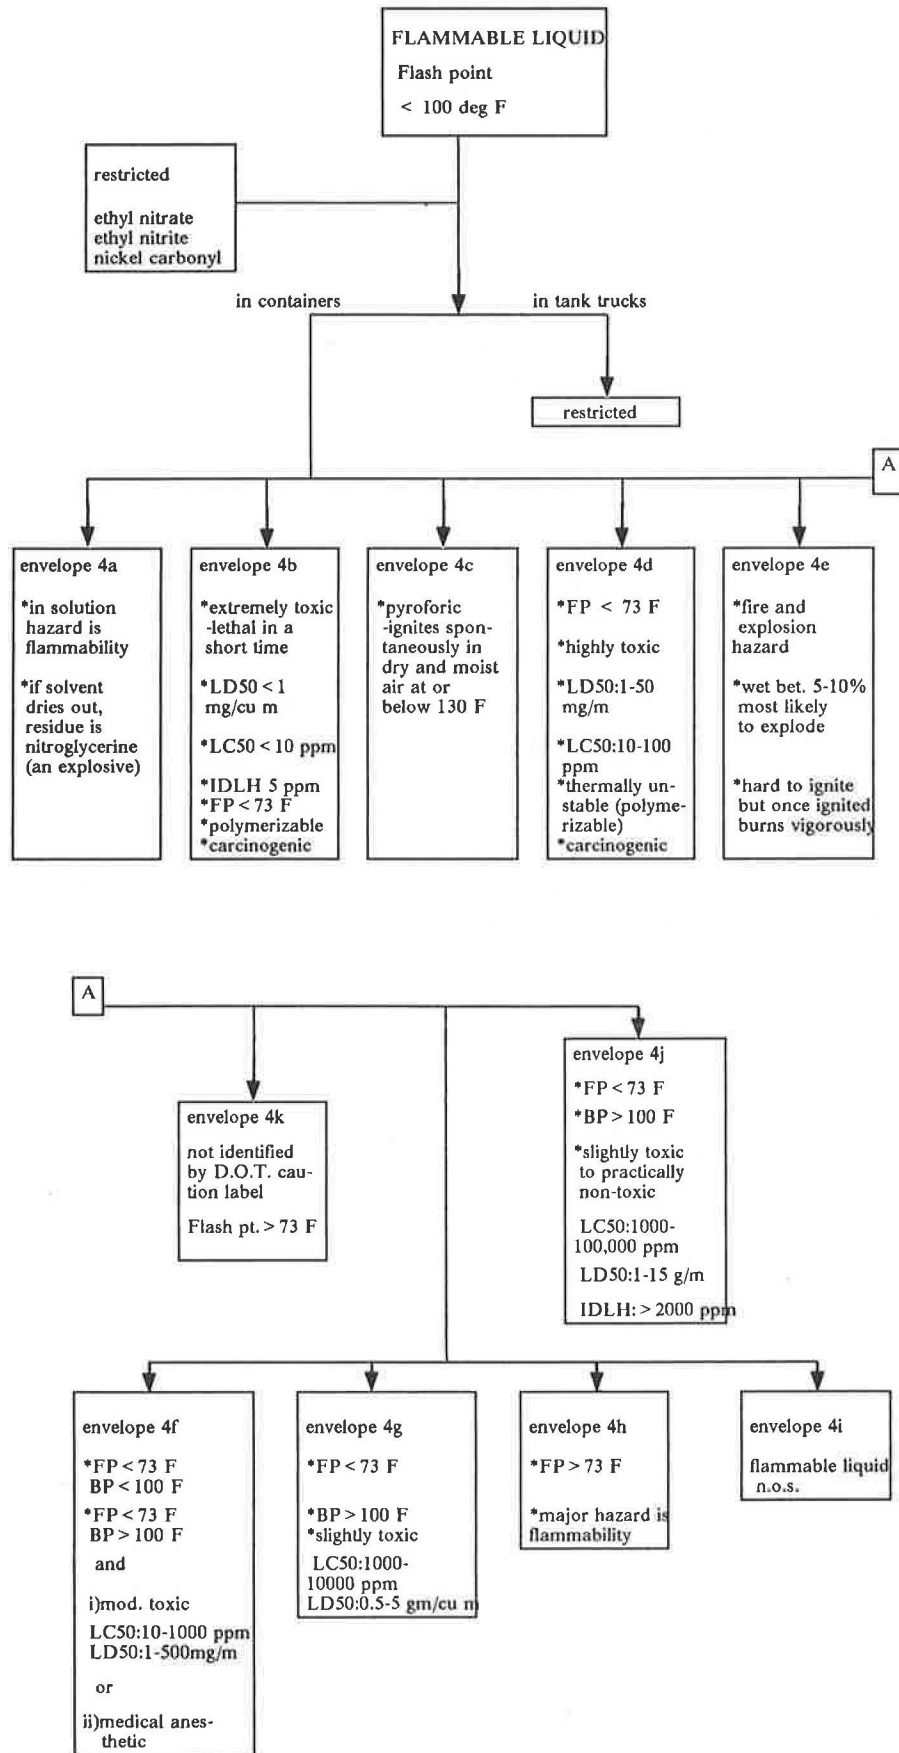 FLAMMABLE LIQUID
Flash point
< 100 deg F
restricted
ethyl nitrate
ethyl nitrite
nickel carbonyl
in containers
in tank trucks
restricted
A
envelope 4a
*in solution
hazard is
flammability
*if solvent
dries out,
residue is
nitroglycerine
(an explosive)
envelope 4b
*extremely toxic
-lethal in a
short time
*LD50 < 1
mg/cu m
*LC50 < 10 ppm
*IDLH 5 ppm
*FP < 73 F
*polymerizable
*carcinogenic
envelope 4c
*pyroforic
-ignites spon-
taneously in
dry and moist
air at or
below 130 F
envelope 4d
*FP < 73 F
*highly toxic
*LD50:1-50
mg/m
*LC50:10-100
ppm
*thermally un-
stable (polyme-
rizable)
*carcinogenic
envelope 4e
*fire and
explosion
hazard
*wet bet. 5-10%
most likely
to explode
*hard to ignite
but once ignited
burns vigorously
A
envelope 4k
not identified
by D.O.T. cau-
tion label
Flash pt. > 73 F
envelope 4j
*FP < 73 F
*BP > 100 F
*slightly toxic
to practically
non-toxic
LC50:1000-
100,000 ppm
LD50:1-15 g/m
IDLH: > 2000 ppm
envelope 4f
*FP < 73 F
BP < 100 F
*FP < 73 F
BP > 100 F
and
i)mod. toxic
LC50:10-1000 ppm
LD50:1-500mg/m
or
ii)medical anes-
thetic
envelope 4g
*FP < 73 F
*BP > 100 F
*slightly toxic
LC50:1000-
10000 ppm
LD50:0.5-5 gm/cu m
envelope 4h
*FP > 73 F
*major hazard is
flammability
envelope 4i
flammable liquid
n.o.s.